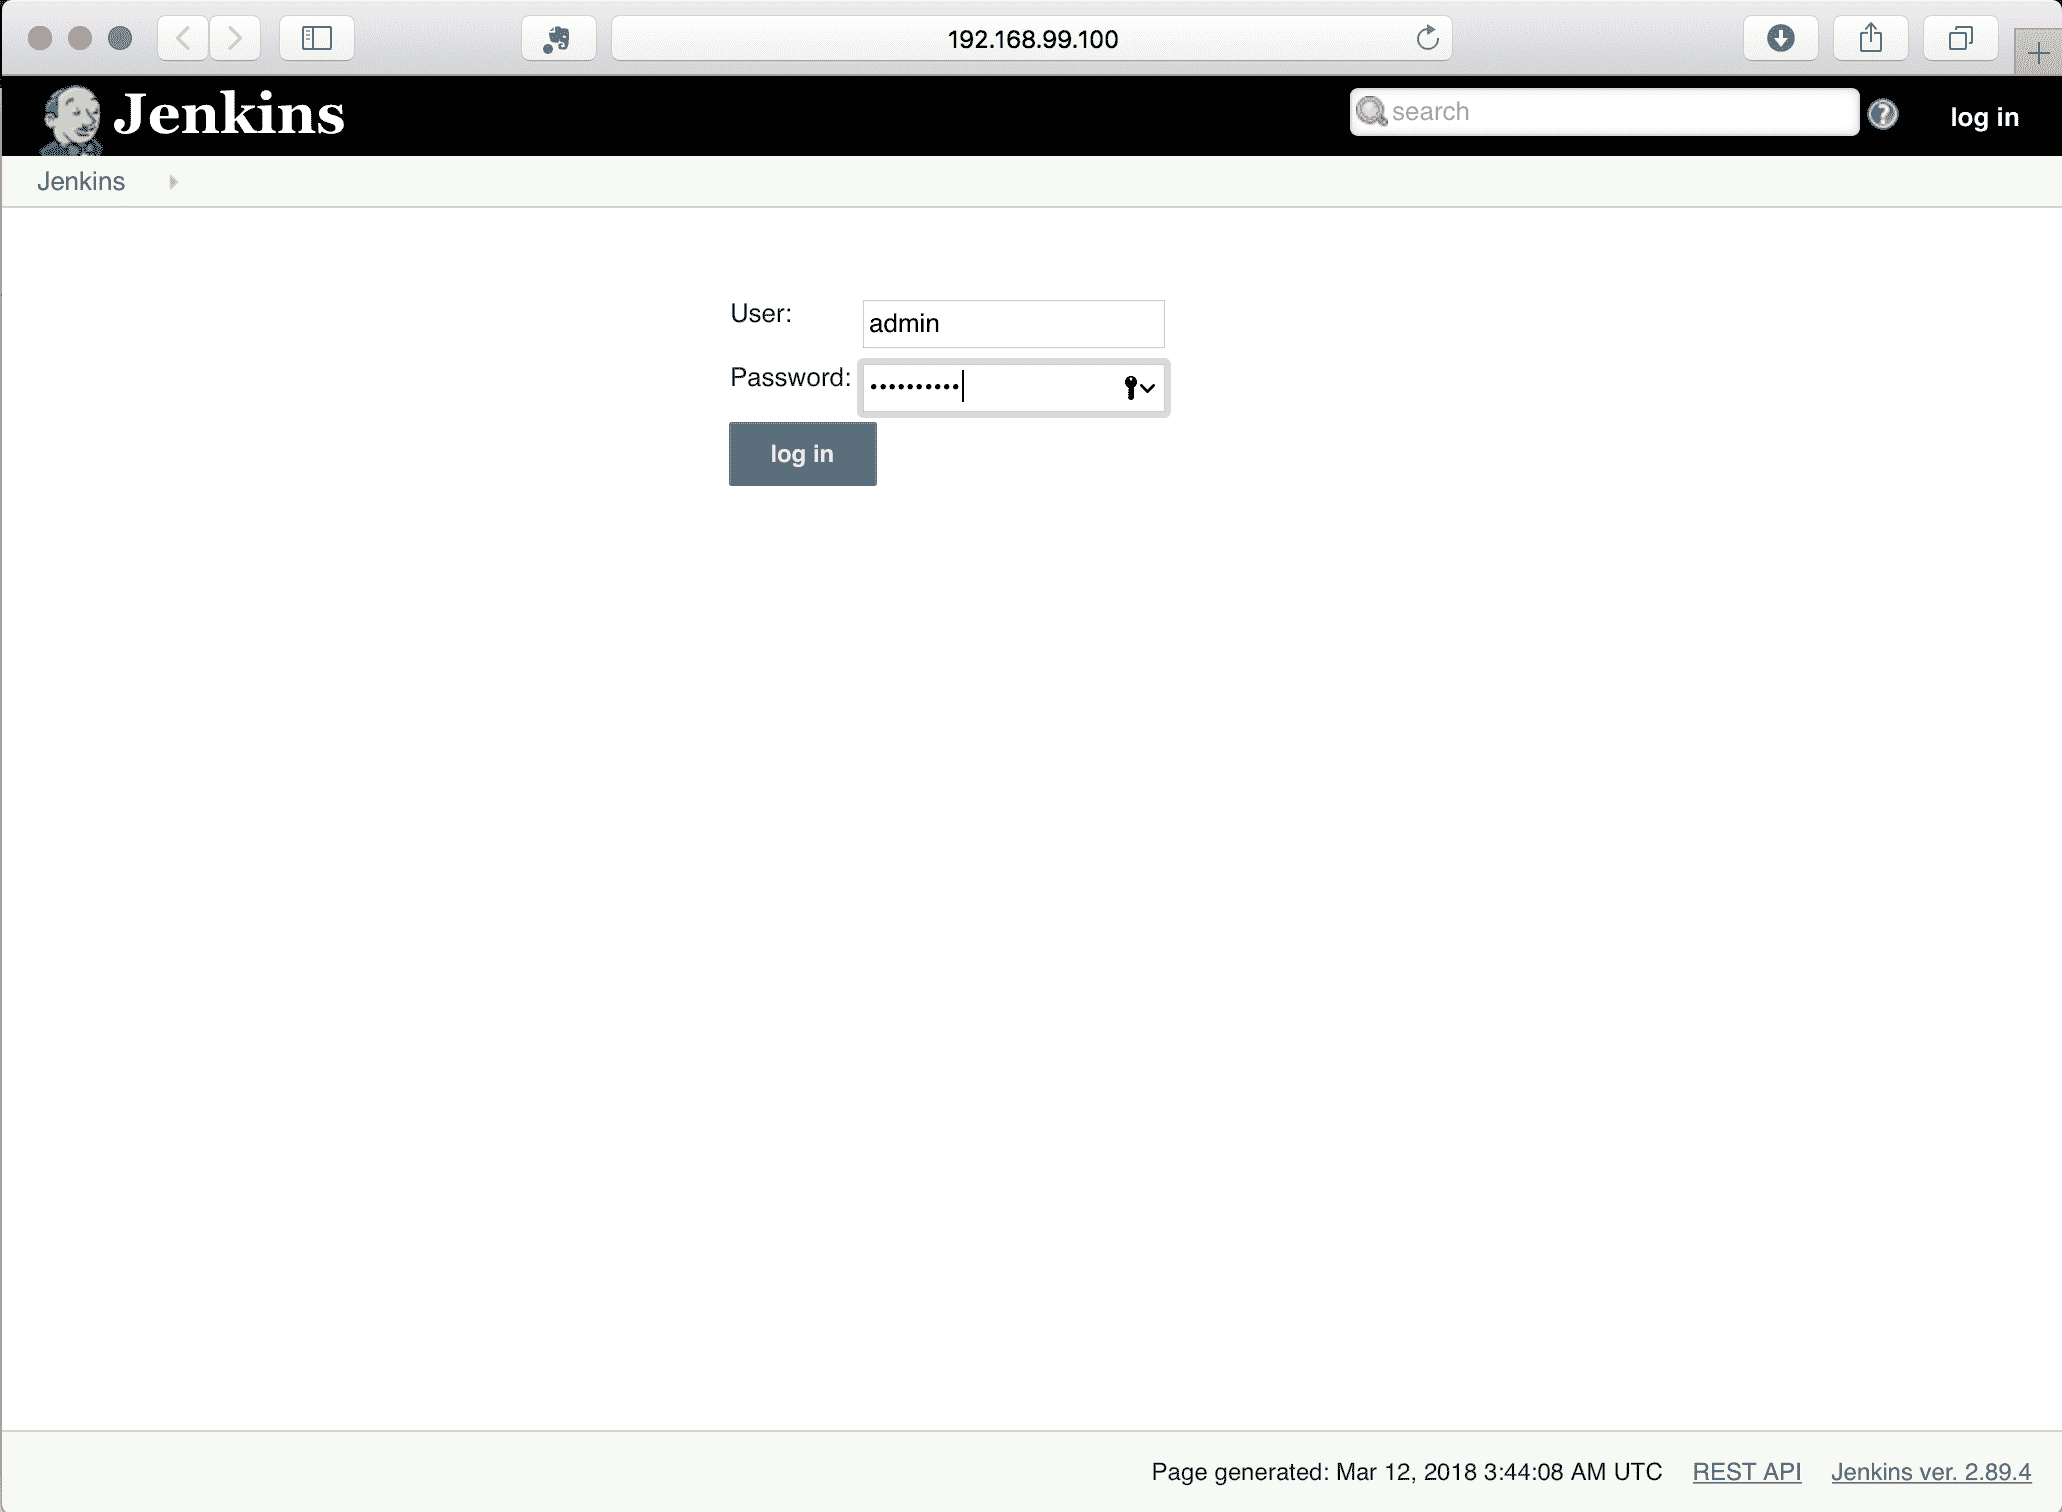 192.168.99.100
Jenkins
search
log in
Jenkins
User:
admin
Password:
••••••••••
log in
Page generated: Mar 12, 2018 3:44:08 AM UTC REST API Jenkins ver. 2.89.4